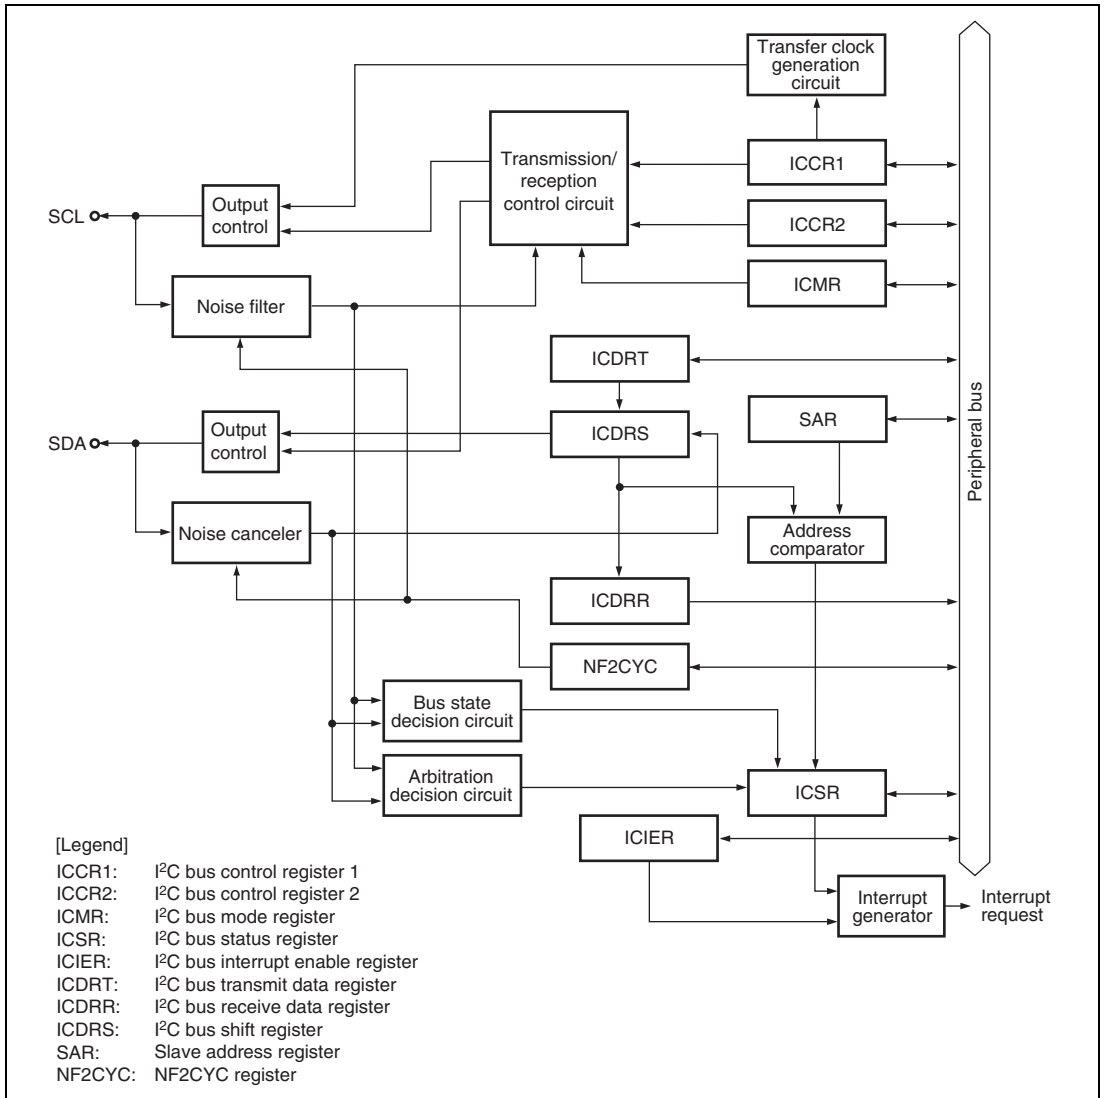 Transfer clock
generation
circuit
Transmission/
reception
control circuit
ICCR1
SCL
Output
control
ICCR2
ICMR
Noise filter
ICDRT
Peripheral bus
SDA
Output
control
ICDRS
SAR
Noise canceler
Address
comparator
ICDRR
NF2CYC
Bus state
decision circuit
Arbitration
decision circuit
ICSR
ICIER
Interrupt
generator
Interrupt
request
[Legend]
ICCR1: I²C bus control register 1
ICCR2: I²C bus control register 2
ICMR: I²C bus mode register
ICSR: I²C bus status register
ICIER: I²C bus interrupt enable register
ICDRT: I²C bus transmit data register
ICDRR: I²C bus receive data register
ICDRS: I²C bus shift register
SAR: Slave address register
NF2CYC: NF2CYC register